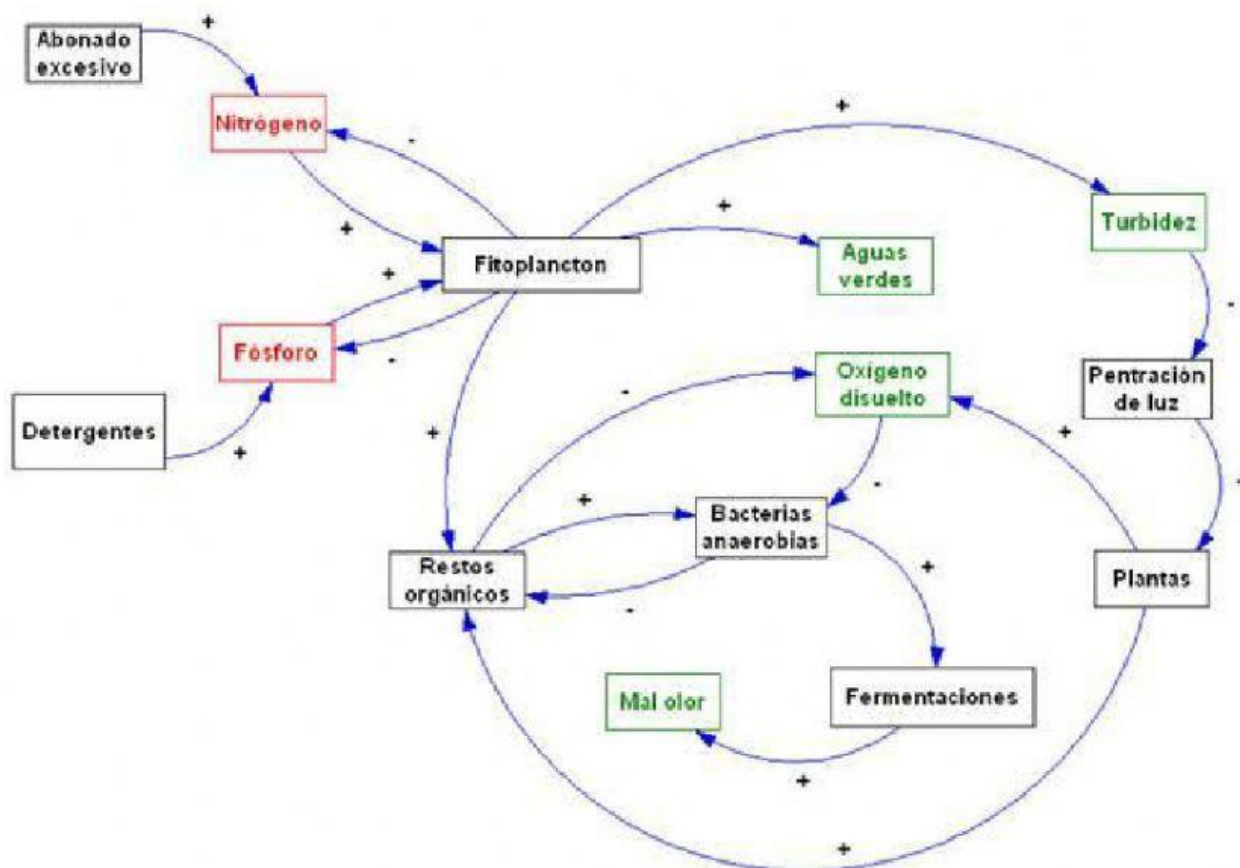 Abonado
excesivo
+
Nitrógeno
-
+
+
Turbidez
+
+
Aguas
verdes
Fitoplancton
+
-
Fósforo
-
Oxígeno
disuelto
-
Pentración
de luz
-
Detergentes
+
+
+
+
-
+
Bacterias
anaerobias
Restos
orgánicos
-
+
Plantas
Mal olor
Fermentaciones
+
+